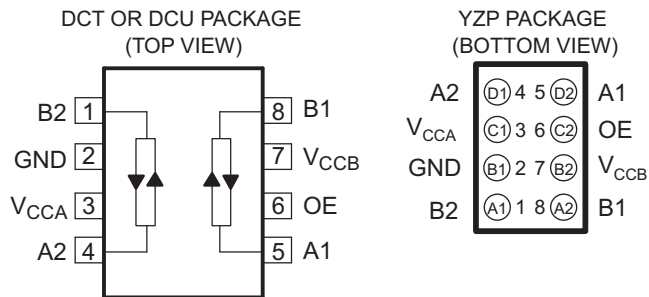 DCT OR DCU PACKAGE
(TOP VIEW)
B2 1 8 B1
GND 2 7 VCCB
VCCA 3 6 OE
A2 4 5 A1
YZP PACKAGE
(BOTTOM VIEW)
A2 D1 4 5 D2 A1
VCCA C1 3 6 C2 OE
GND B1 2 7 B2 VCCB
B2 A1 1 8 A2 B1